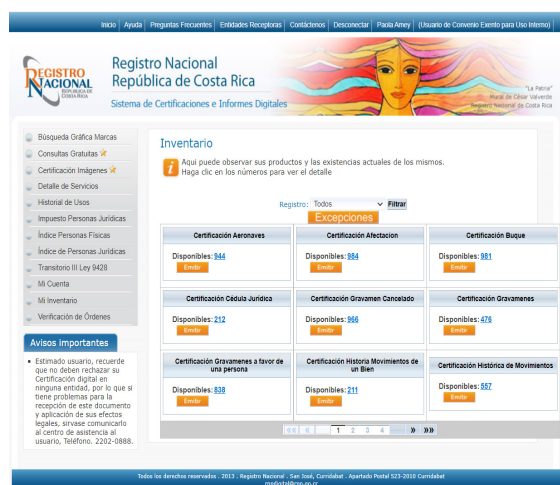 Inicio | Ayuda | Preguntas Frecuentes | Entidades Receptoras | Contáctenos | Desconectar | Paola Amey | (Usuario de Convenio Exento para Uso Interno) |
REGISTRO
NACIONAL
REPUBLICA DE
COSTA RICA
Registro Nacional
República de Costa Rica
Sistema de Certificaciones e Informes Digitales
"La Patria"
Mural de César Valverde
Registro Nacional de Costa Rica
Búsqueda Gráfica Marcas
Consultas Gratuitas
Certificación Imágenes
Detalle de Servicios
Historial de Usos
Impuesto Personas Jurídicas
Índice Personas Físicas
Índice de Personas Jurídicas
Transitorio III Ley 9428
Mi Cuenta
Mi Inventario
Verificación de Órdenes
Avisos importantes
Estimado usuario, recuerde
que no deben rechazar su
Certificación digital en
ninguna entidad, por lo que si
tiene problemas para la
recepción de este documento
y aplicación de sus efectos
legales, sirvase comunicarlo
al centro de asistencia al
usuario, Teléfono. 2202-0888.
Inventario
i
Aquí puede observar sus productos y las existencias actuales de los mismos.
Haga clic en los números para ver el detalle
Registro: Todos Filtrar
Excepciones
Certificación Aeronaves
Disponibles: 944
Emitir
Certificación Afectacion
Disponibles: 984
Emitir
Certificación Buque
Disponibles: 981
Emitir
Certificación Cédula Jurídica
Disponibles: 212
Emitir
Certificación Gravamen Cancelado
Disponibles: 966
Emitir
Certificación Gravamenes
Disponibles: 476
Emitir
Certificación Gravamenes a favor de
una persona
Disponibles: 838
Emitir
Certificación Historia Movimientos de
un Bien
Disponibles: 211
Emitir
Certificación Histórica de Movimientos
Disponibles: 557
Emitir
1 2 3 4
Todos los derechos reservados . 2013 . Registro Nacional . San José, Curridabat . Apartado Postal 523-2010 Curridabat
rnpdigital@rnp.go.cr